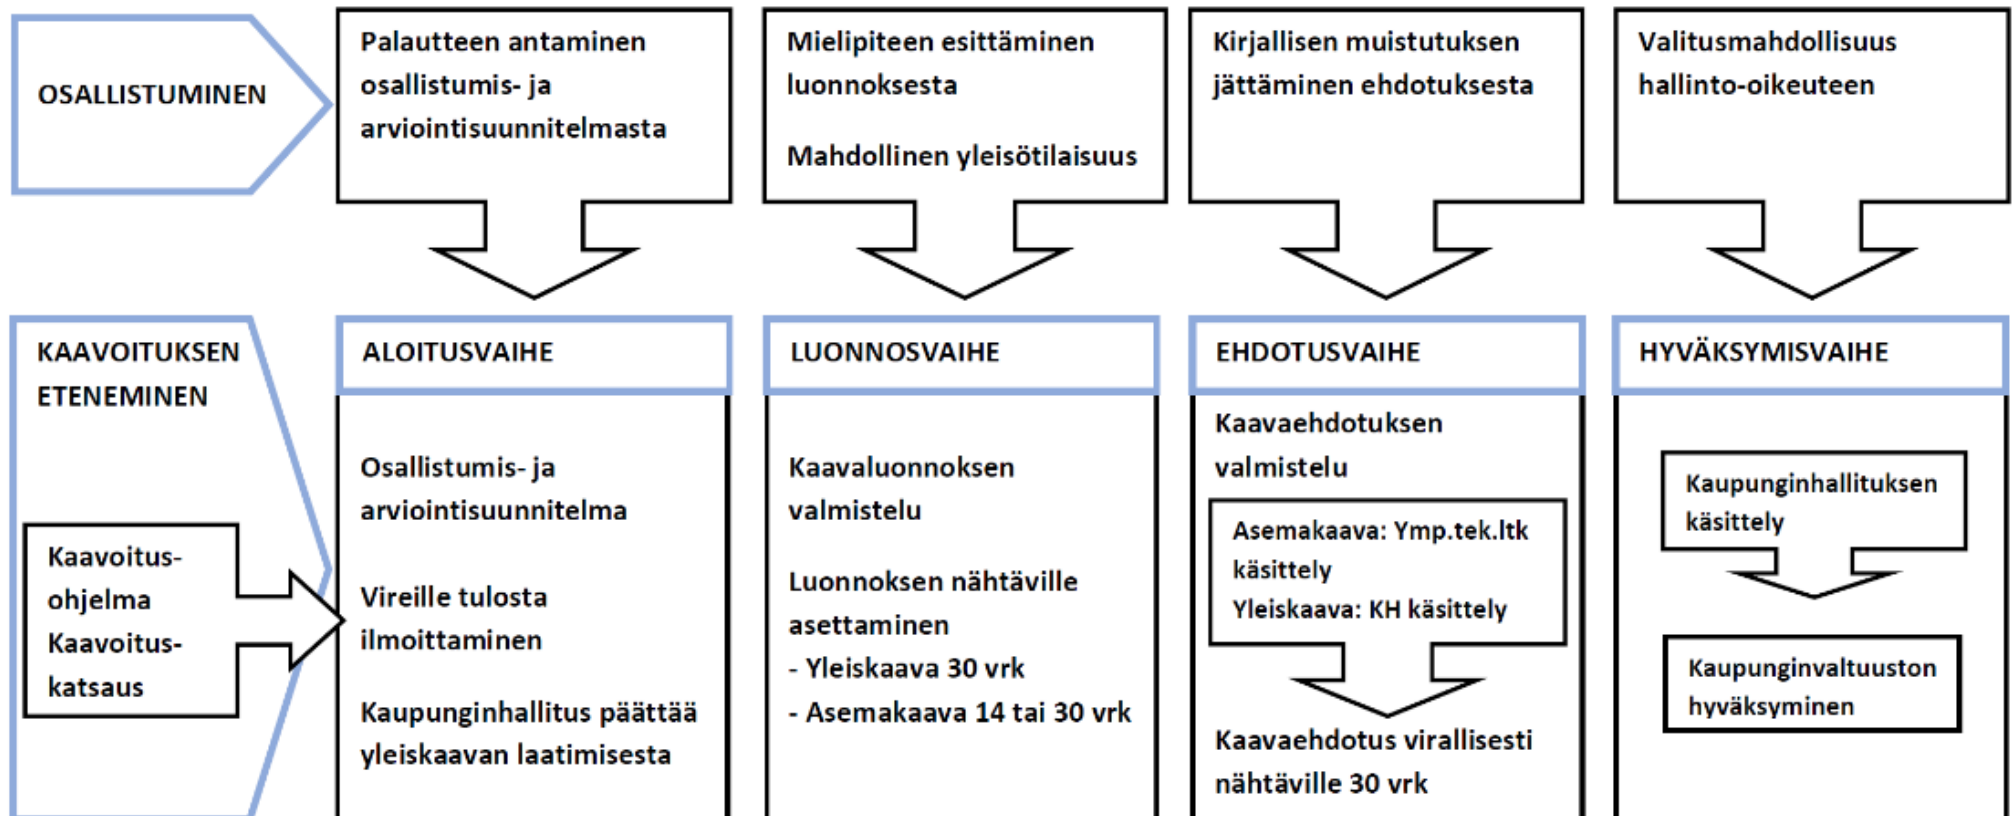 OSALLISTUMINEN
Palautteen antaminen
osallistumis- ja
arviointisuunnitelmasta
Mielipiteen esittäminen
luonnoksesta
Mahdollinen yleisötilaisuus
Kirjallisen muistutuksen
jättäminen ehdotuksesta
Valitusmahdollisuus
hallinto-oikeuteen
KAAVOITUKSEN
ETENEMINEN
Kaavoitus-
ohjelma
Kaavoitus-
katsaus
ALOITUSVAIHE
Osallistumis- ja
arviointisuunnitelma
Vireille tulosta
ilmoittaminen
Kaupunginhallitus päättää
yleiskaavan laatimisesta
LUONNOSVAIHE
Kaavaluonnoksen
valmistelu
Luonnoksen nähtäville
asettaminen
- Yleiskaava 30 vrk
- Asemakaava 14 tai 30 vrk
EHDOTUSVAIHE
Kaavaehdotuksen
valmistelu
Asemakaava: Ymp.tek.ltk
käsittely
Yleiskaava: KH käsittely
Kaavaehdotus virallisesti
nähtäville 30 vrk
HYVÄKSYMISVAIHE
Kaupunginhallituksen
käsittely
Kaupunginvaltuuston
hyväksyminen